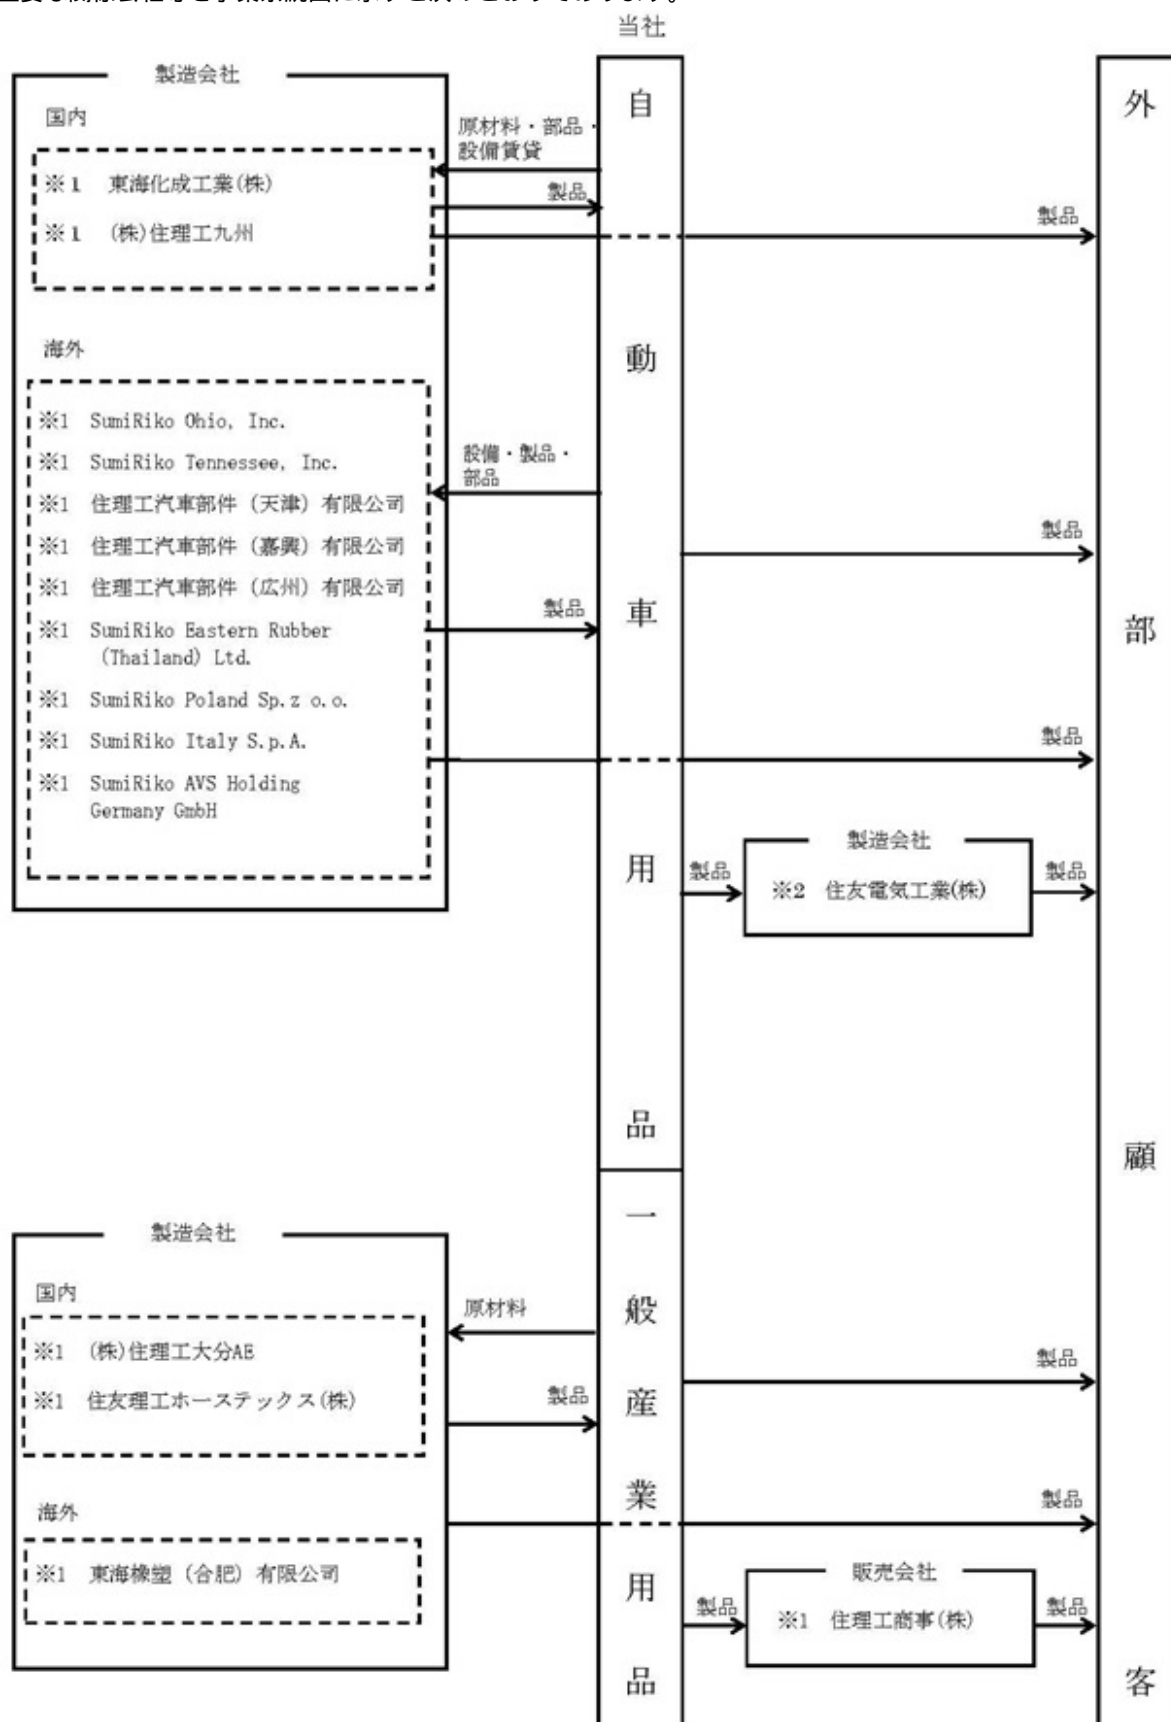 当社
製造会社
国内
※1 東海化成工業(株)
※1 (株)住理工九州
海外
※1 SumiRiko Ohio, Inc.
※1 SumiRiko Tennessee, Inc.
※1 住理工汽車部件（天津）有限公司
※1 住理工汽車部件（嘉興）有限公司
※1 住理工汽車部件（広州）有限公司
※1 SumiRiko Eastern Rubber
(Thailand) Ltd.
※1 SumiRiko Poland Sp.z o.o.
※1 SumiRiko Italy S.p.A.
※1 SumiRiko AVS Holding
Germany GmbH
原材料・部品・
設備賃貸
製品
設備・製品・
部品
製品
自動車用品
製品
製品
製品
製品
製造会社
※2 住友電気工業(株)
製品
製造会社
国内
※1 (株)住理工大分AE
※1 住友理工ホーステックス(株)
海外
※1 東海橡塑（合肥）有限公司
原材料
製品
一般産業用品
製品
製品
製品
販売会社
※1 住理工商事(株)
製品
外部顧客